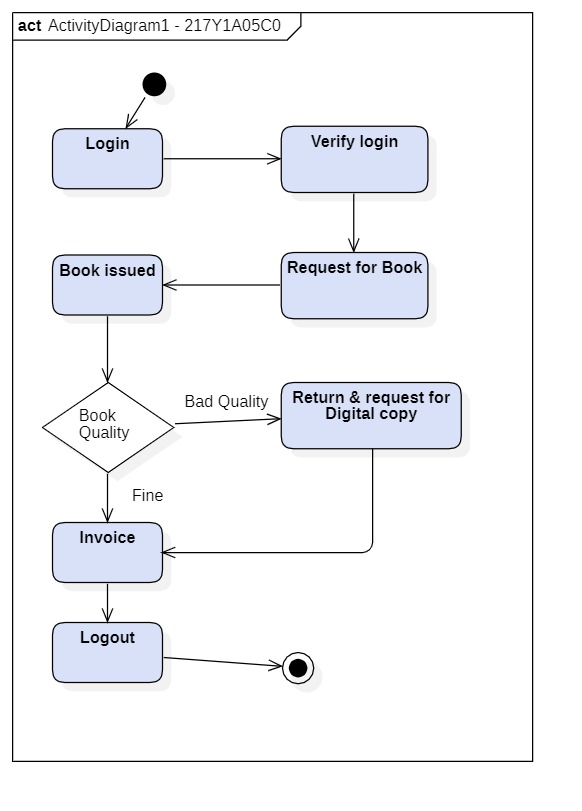 act ActivityDiagram1 - 217Y1A05C0
Login
Verify login
Book issued
Request for Book
Book
Quality
Bad Quality
Return & request for
Digital copy
Fine
Invoice
Logout